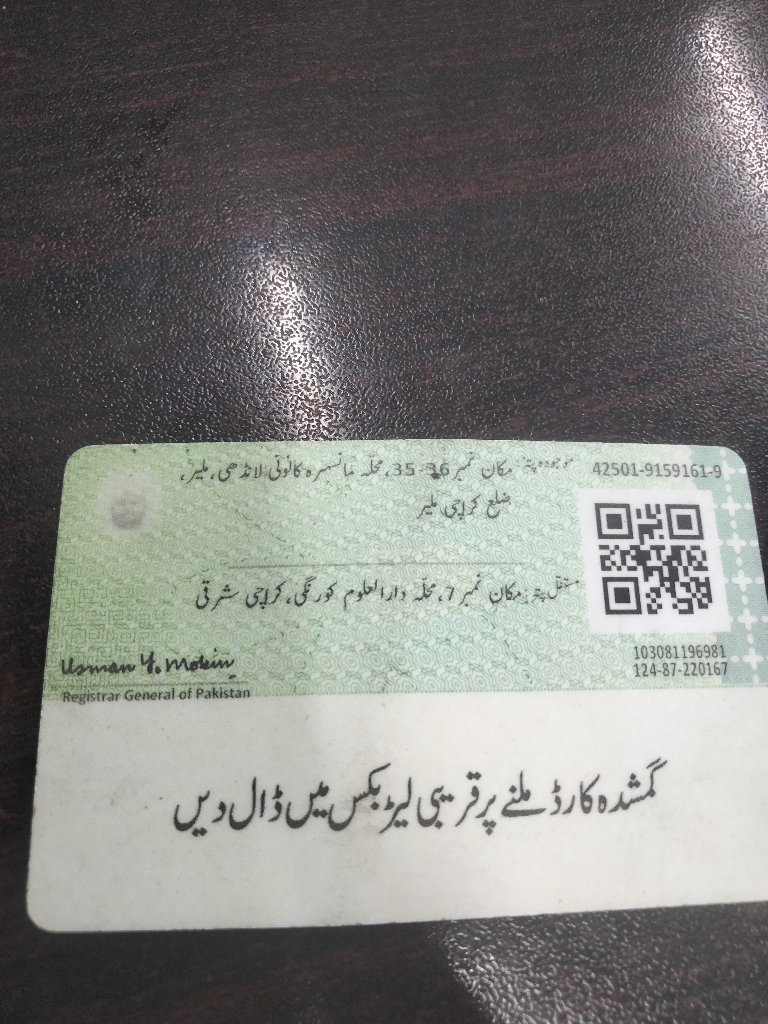 موجودہ پتہ: مکان نمبر 36-35، محلہ مانسہرہ کالونی لانڈھی، ملیر،
ضلع کراچی ملیر
42501-9159161-9
مستقل پتہ: مکان نمبر 7، محلّہ دارالعلوم کورنگی، کراچی شرقی
103081196981
124-87-220167
Usman Y. Mobin
Registrar General of Pakistan
گمشدہ کارڈ ملنے پر قریبی لیٹر بکس میں ڈال دیں